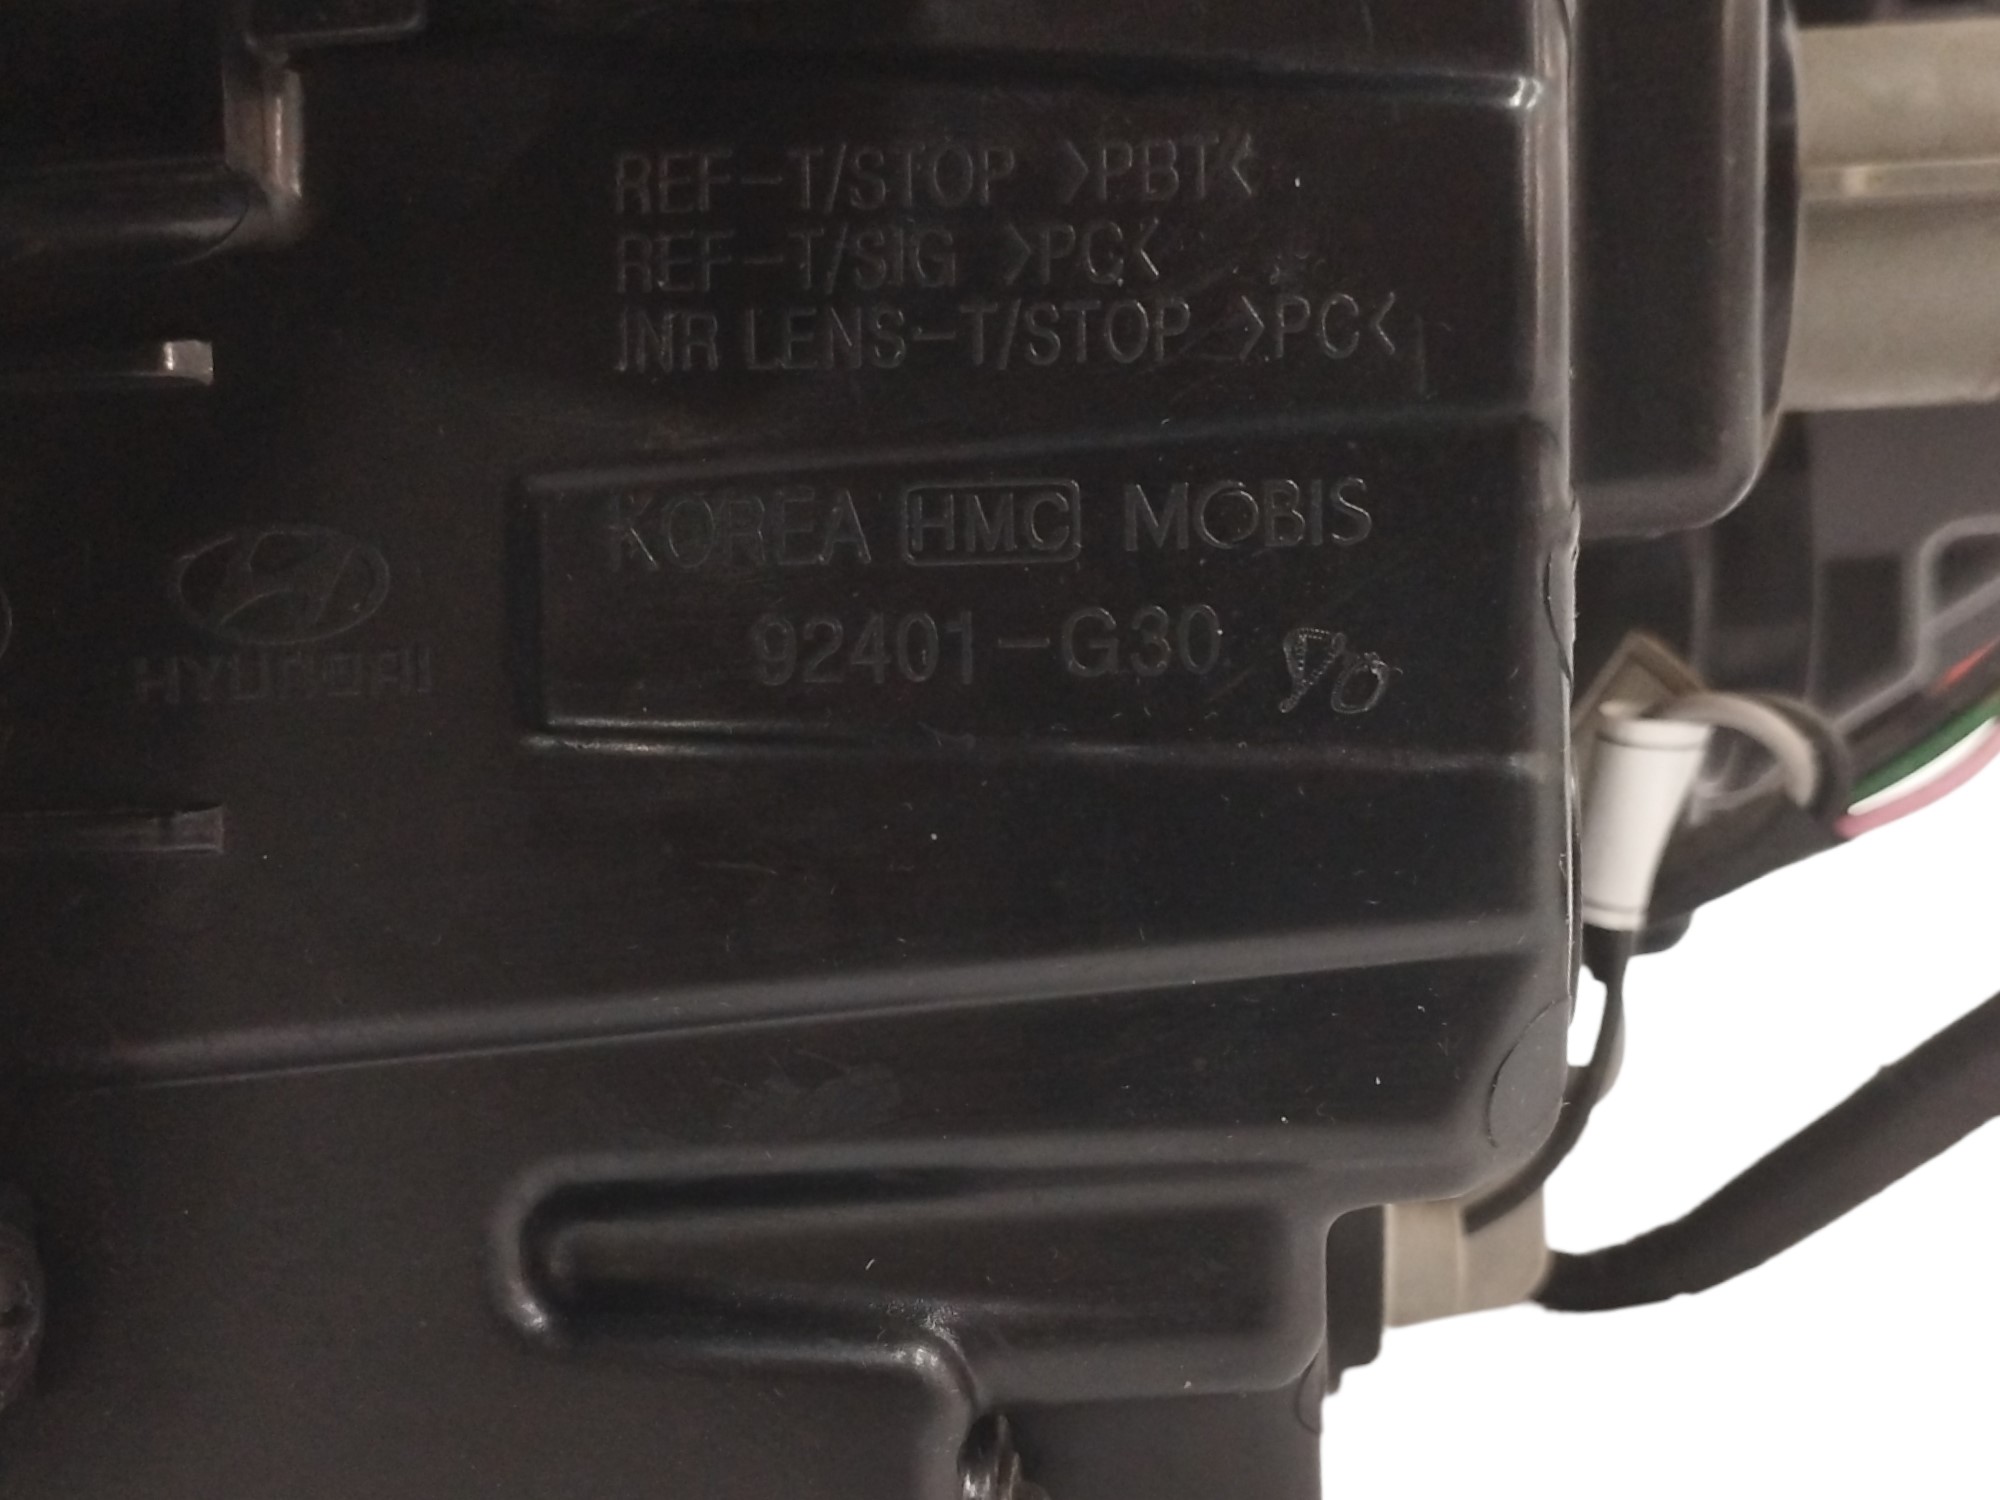 REF-T/STOP >PBT<
REF-T/SIG >PC<
INR LENS-T/STOP >PC<
KOREA HMC MOBIS
92401-G30
HYUNDAI